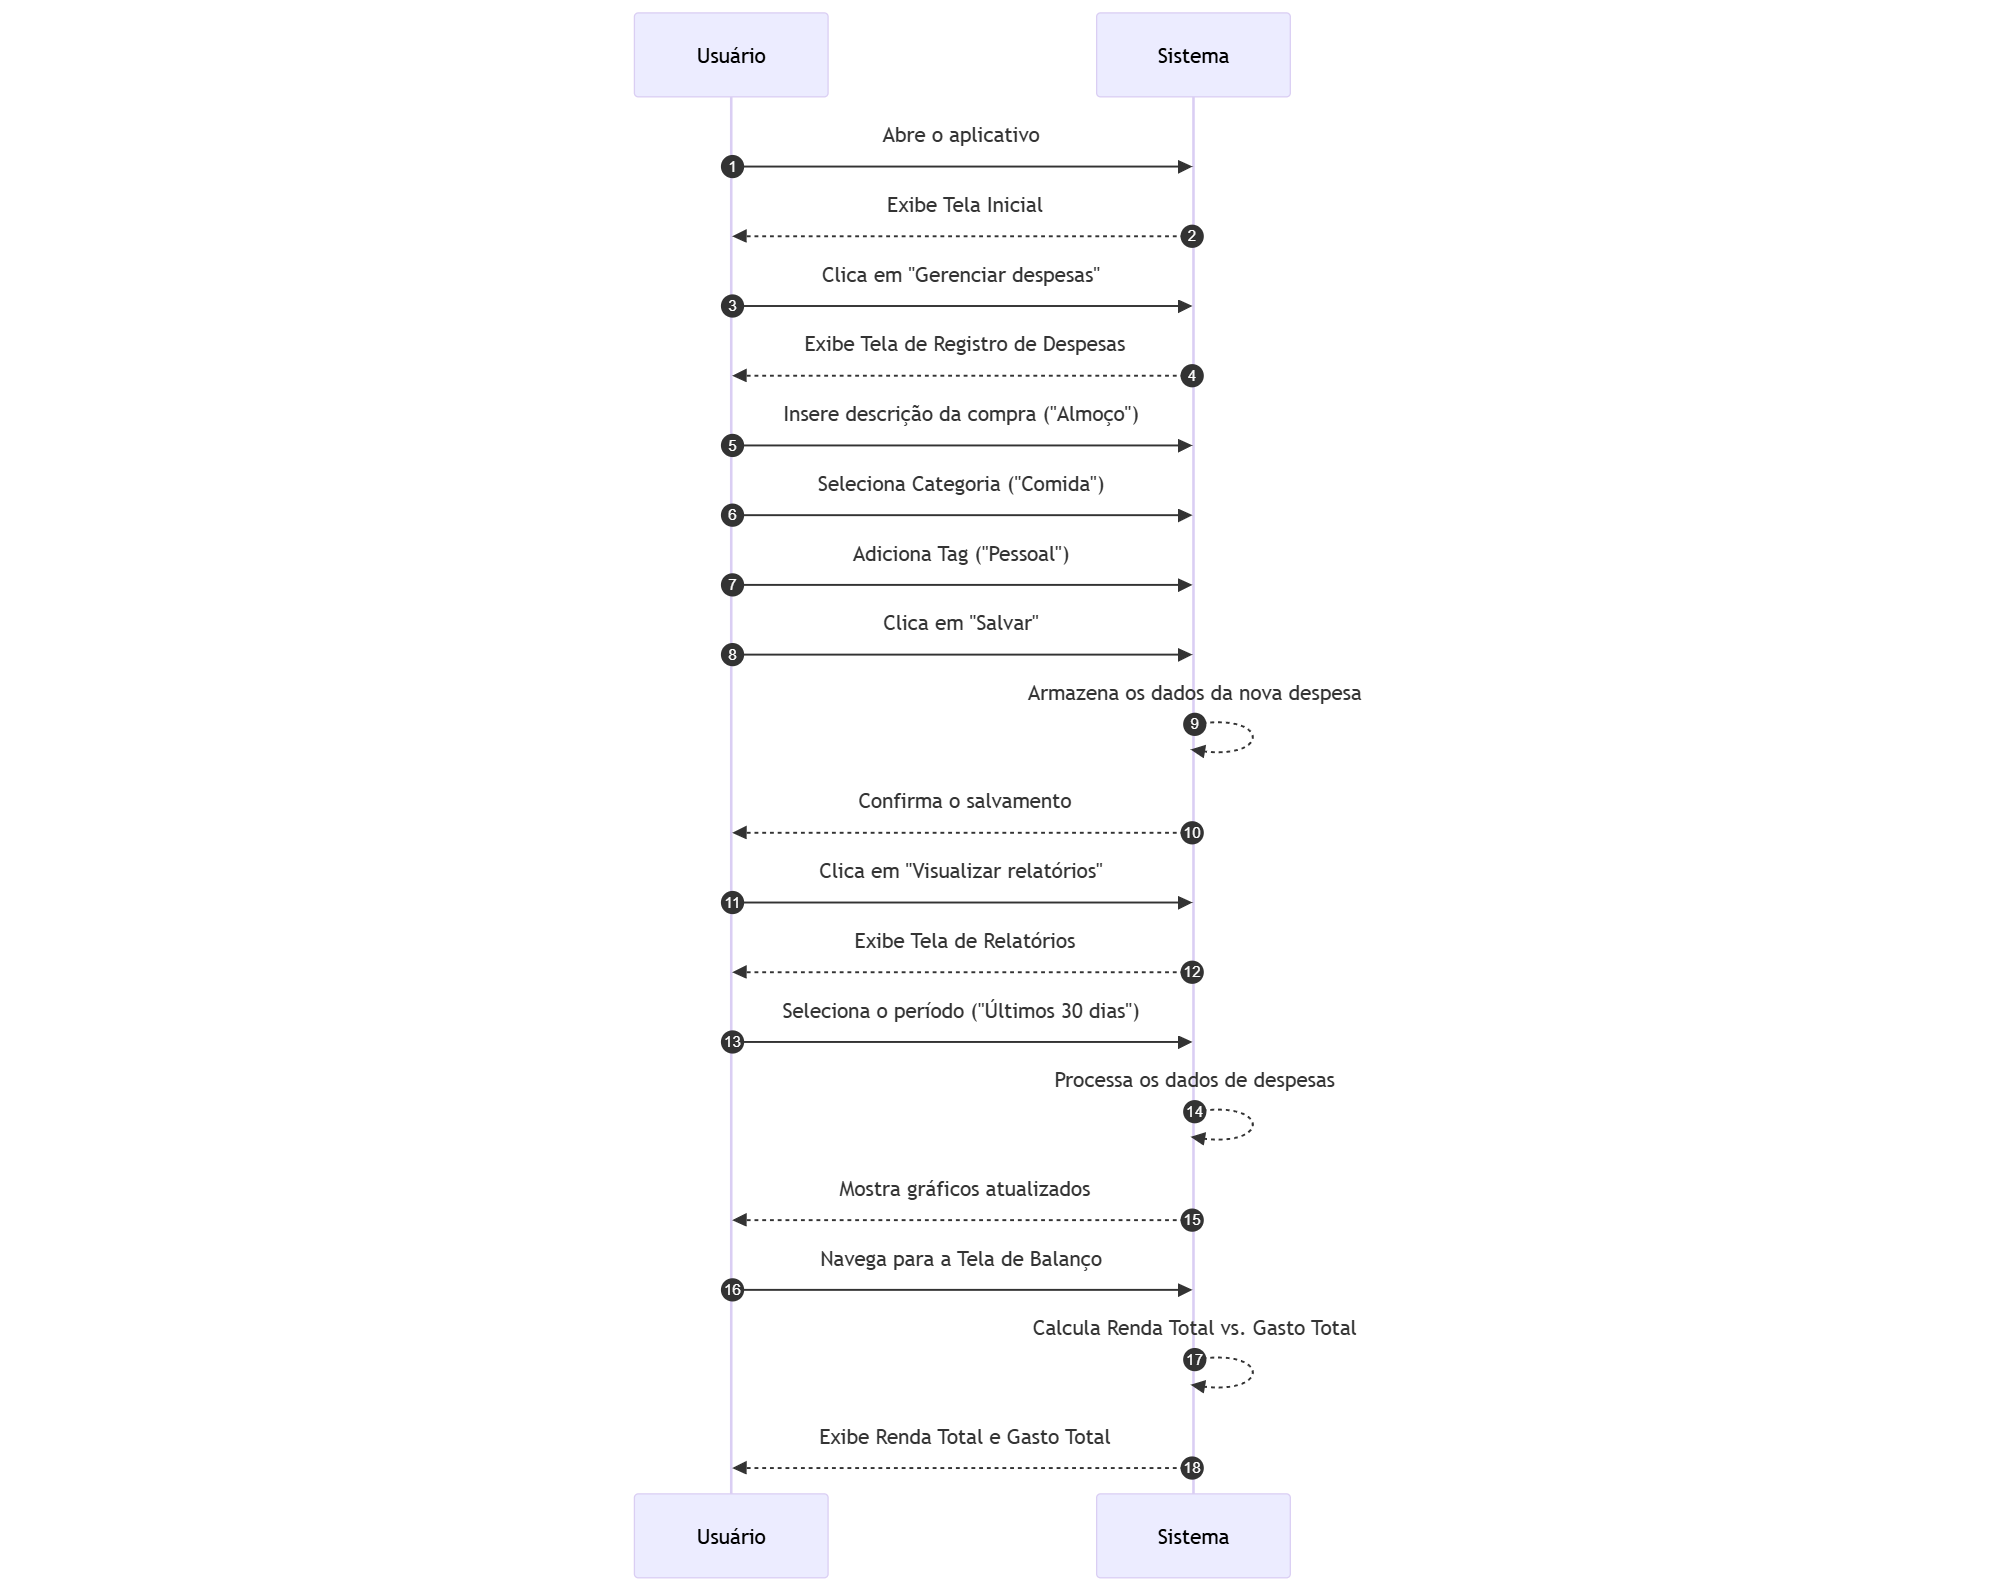 Usuário
Sistema
Abre o aplicativo
1
Exibe Tela Inicial
2
Clica em "Gerenciar despesas"
3
Exibe Tela de Registro de Despesas
4
Insere descrição da compra ("Almoço")
5
Seleciona Categoria ("Comida")
6
Adiciona Tag ("Pessoal")
7
Clica em "Salvar"
8
Armazena os dados da nova despesa
9
Confirma o salvamento
10
Clica em "Visualizar relatórios"
11
Exibe Tela de Relatórios
12
Seleciona o período ("Últimos 30 dias")
13
Processa os dados de despesas
14
Mostra gráficos atualizados
15
Navega para a Tela de Balanço
16
Calcula Renda Total vs. Gasto Total
17
Exibe Renda Total e Gasto Total
18
Usuário
Sistema